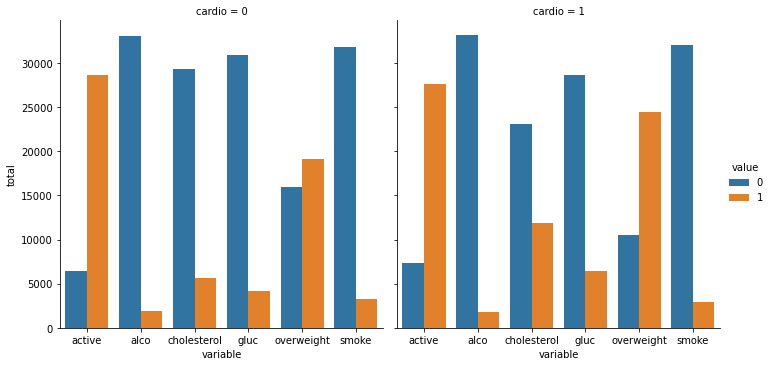 cardio = 0
cardio = 1
total
30000
25000
20000
15000
10000
5000
0
active alco cholesterol gluc overweight smoke
variable
active alco cholesterol gluc overweight smoke
variable
value
0
1